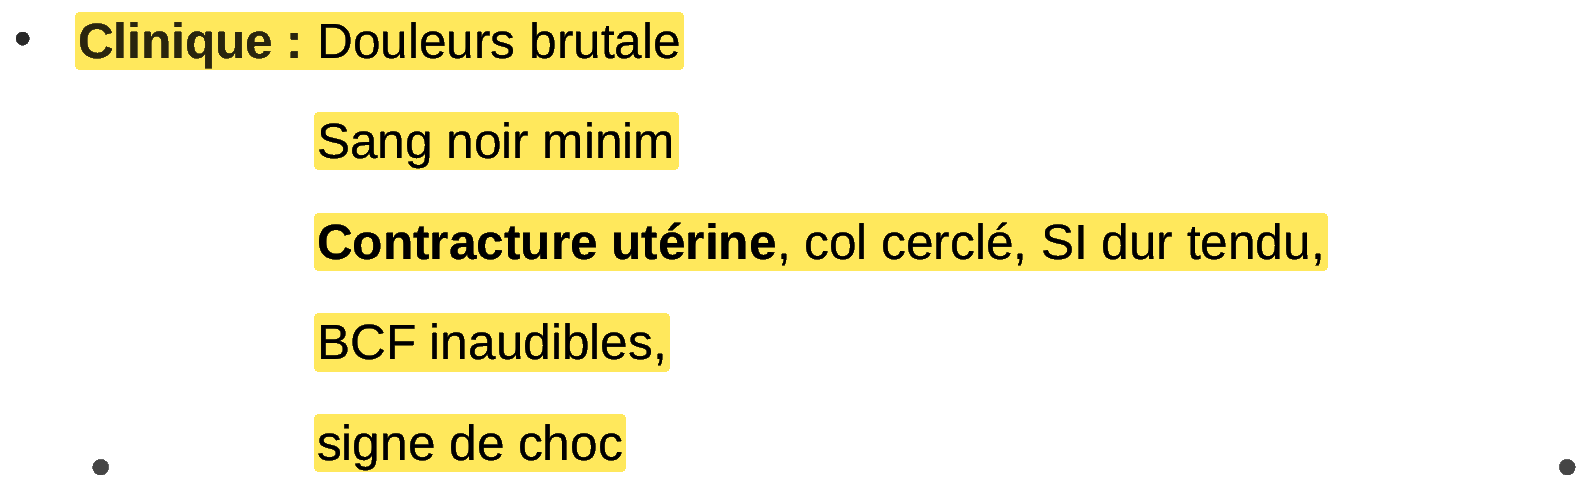 • Clinique : Douleurs brutale
Sang noir minim
Contracture utérine, col cerclé, SI dur tendu,
BCF inaudibles,
signe de choc